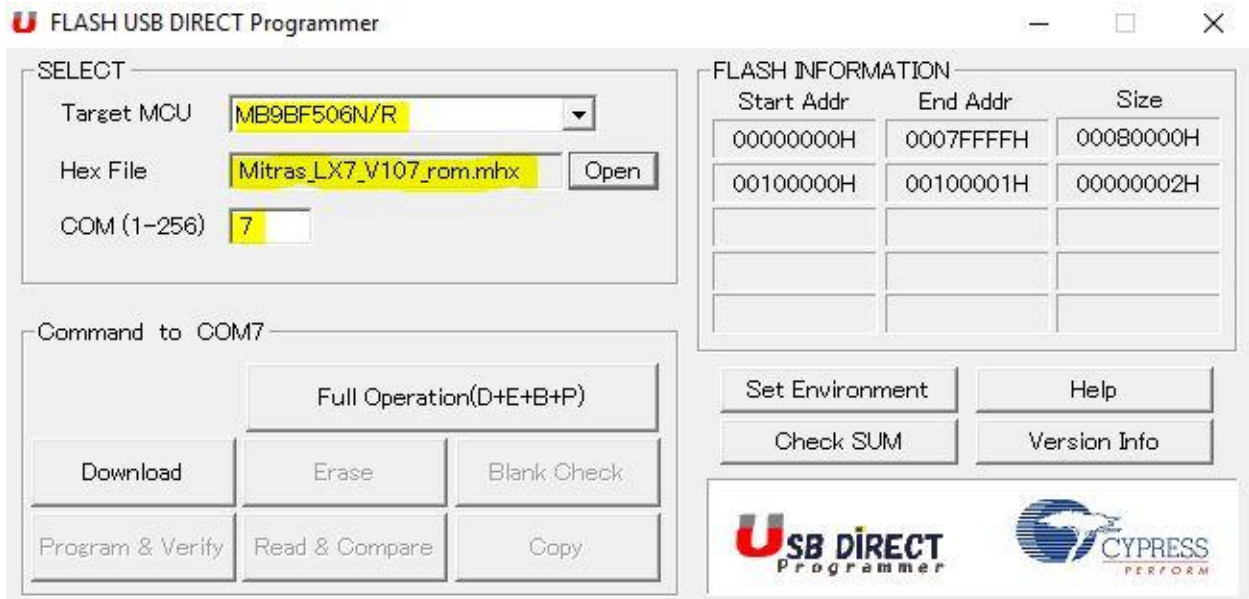 FLASH USB DIRECT Programmer
SELECT
Target MCU MB9BF506N/R
Hex File Mitras_LX7_V107_rom.mhx Open
COM (1-256) 7
Command to COM7
Full Operation(D+E+B+P)
Download Erase Blank Check
Program & Verify Read & Compare Copy
FLASH INFORMATION
Start Addr End Addr Size
00000000H 0007FFFFH 00080000H
00100000H 00100001H 00000002H
Set Environment Help
Check SUM Version Info
USB DIRECT
Programmer
CYPRESS
PERFORM